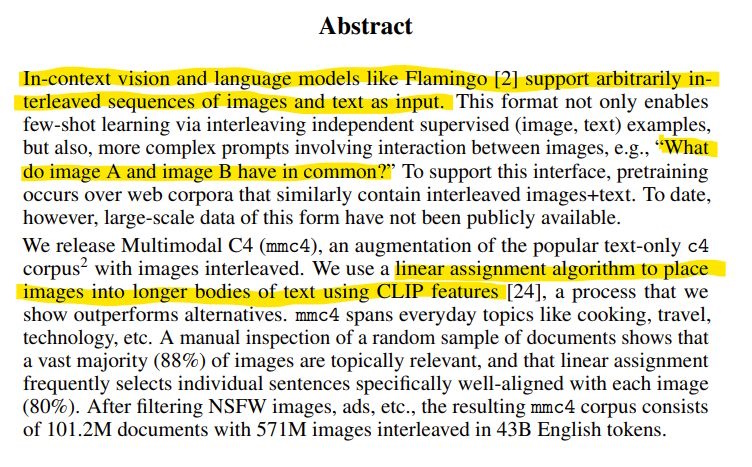 Abstract
In-context vision and language models like Flamingo [2] support arbitrarily in-
terleaved sequences of images and text as input. This format not only enables
few-shot learning via interleaving independent supervised (image, text) examples,
but also, more complex prompts involving interaction between images, e.g., “What
do image A and image B have in common?” To support this interface, pretraining
occurs over web corpora that similarly contain interleaved images+text. To date,
however, large-scale data of this form have not been publicly available.
We release Multimodal C4 (mmc4), an augmentation of the popular text-only c4
corpus² with images interleaved. We use a linear assignment algorithm to place
images into longer bodies of text using CLIP features [24], a process that we
show outperforms alternatives. mmc4 spans everyday topics like cooking, travel,
technology, etc. A manual inspection of a random sample of documents shows that
a vast majority (88%) of images are topically relevant, and that linear assignment
frequently selects individual sentences specifically well-aligned with each image
(80%). After filtering NSFW images, ads, etc., the resulting mmc4 corpus consists
of 101.2M documents with 571M images interleaved in 43B English tokens.